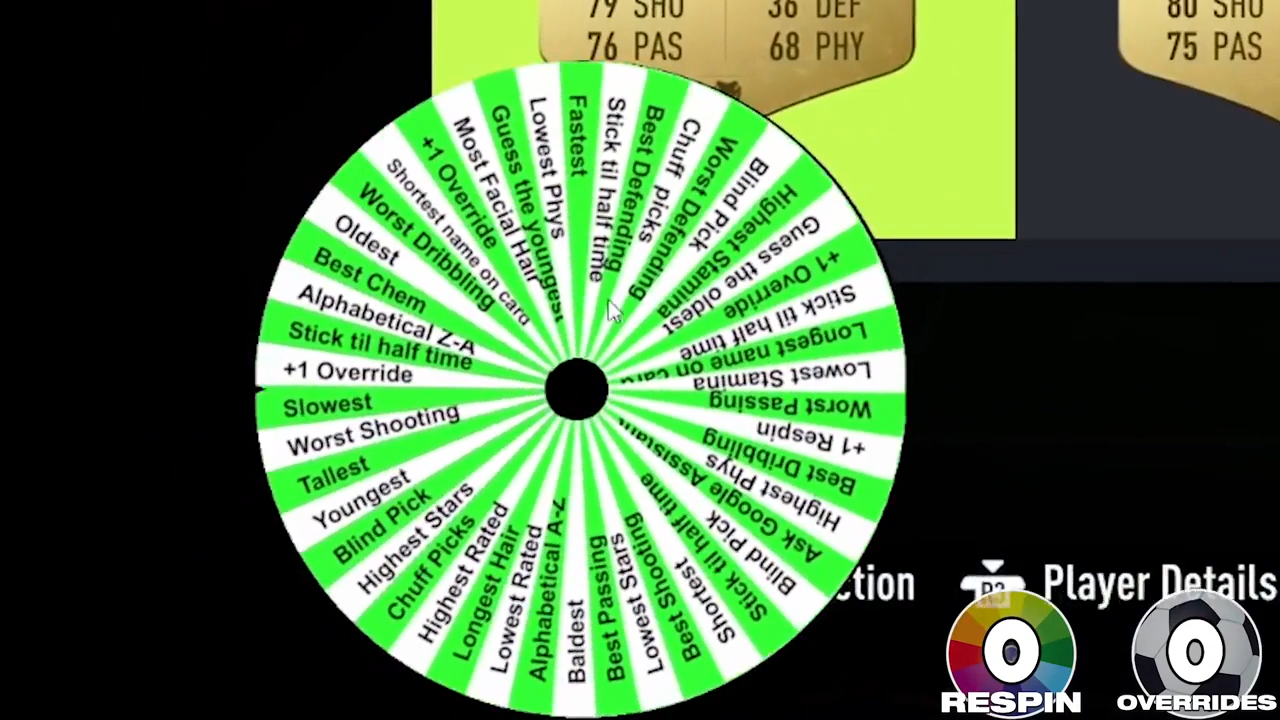 79 SHO
36 DEF
76 PAS
68 PHY
80 SHO
75 PAS
Fastest
Stick til half time
Best Defending
Chuff picks
Worst Defending
Blind Pick
Highest Stamina
Guess the oldest
+1 Override
Stick til half time
Longest name on card
Lowest Stamina
Worst Passing
+1 Respin
Best Dribbling
Highest Phys
Ask Google Assistant
Blind Pick
Stick til half time
Shortest
Best Shooting
Lowest Stars
Best Passing
Baldest
Alphabetical A-Z
Lowest Rated
Longest Hair
Highest Rated
Chuff Picks
Highest Stars
Blind Pick
Youngest
Tallest
Worst Shooting
Slowest
+1 Override
Stick til half time
Alphabetical Z-A
Best Chem
Oldest
Worst Dribbling
Shortest name on card
+1 Override
Most Facial Hair
Guess the youngest
Lowest Phys
ction
R3
Player Details
0
RESPIN
0
OVERRIDES